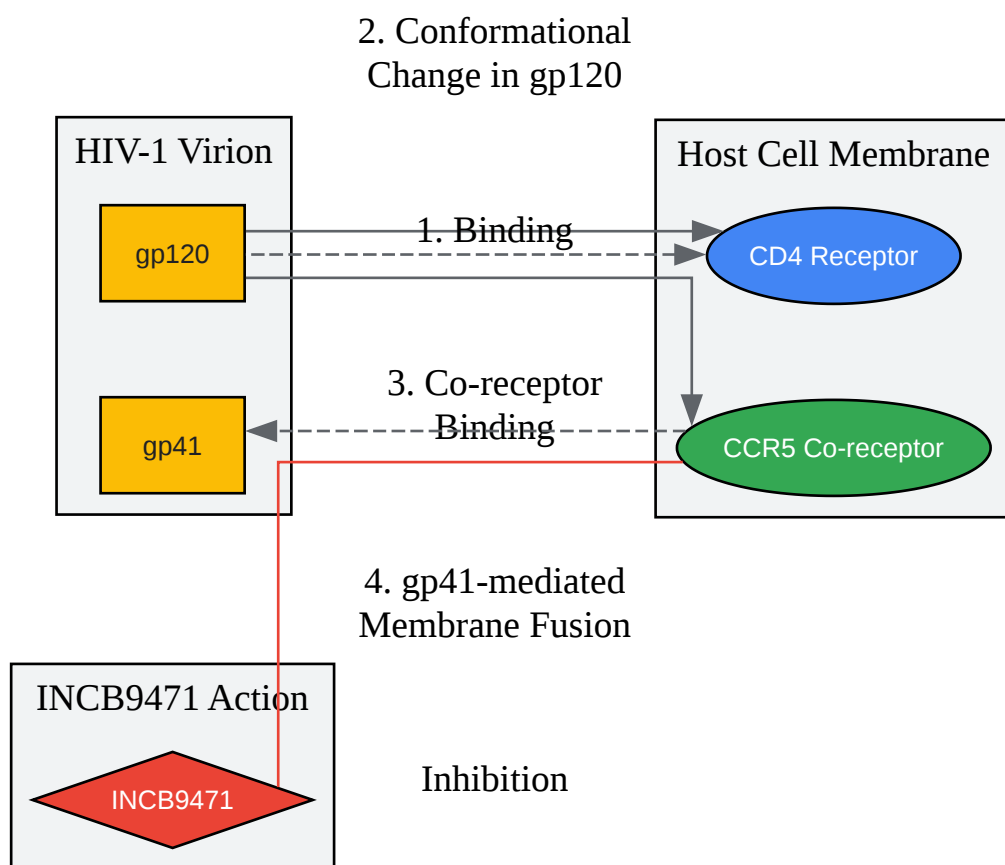 2. Conformational
Change in gp120
HIV-1 Virion
Host Cell Membrane
gp120
1. Binding
CD4 Receptor
3. Co-receptor
Binding
gp41
CCR5 Co-receptor
4. gp41-mediated
Membrane Fusion
INCB9471 Action
INCB9471
Inhibition